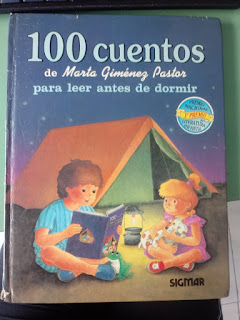 100 cuentos
de Marta Giménez Pastor
para leer antes de dormir
SIGMAR